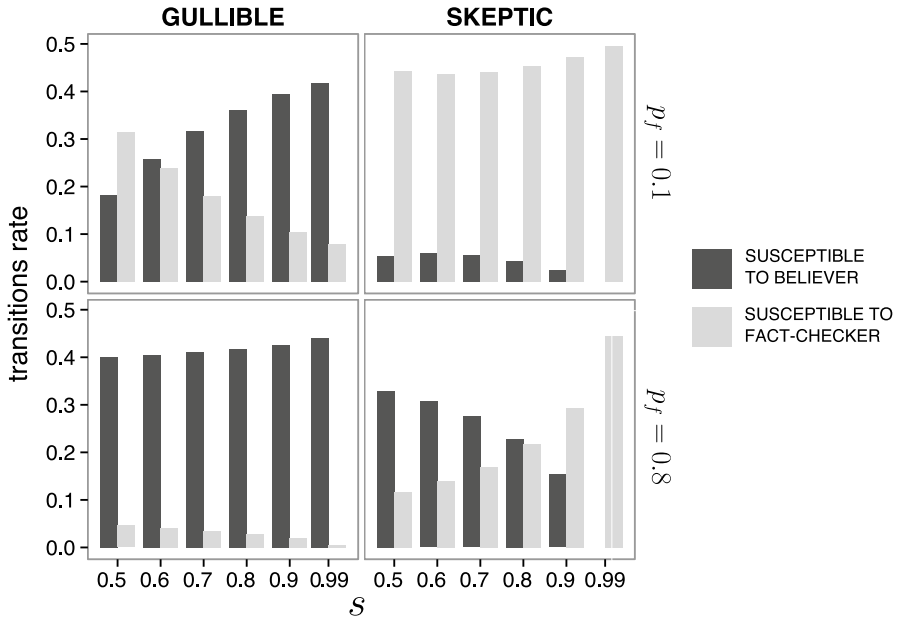 GULLIBLE SKEPTIC
0.5
0.4
0.3
0.2
0.1
0.0
p_f = 0.1
0.5
0.4
0.3
0.2
0.1
0.0
p_f = 0.8
transitions rate
0.5 0.6 0.7 0.8 0.9 0.99 0.5 0.6 0.7 0.8 0.9 0.99
s
SUSCEPTIBLE
TO BELIEVER
SUSCEPTIBLE TO
FACT-CHECKER